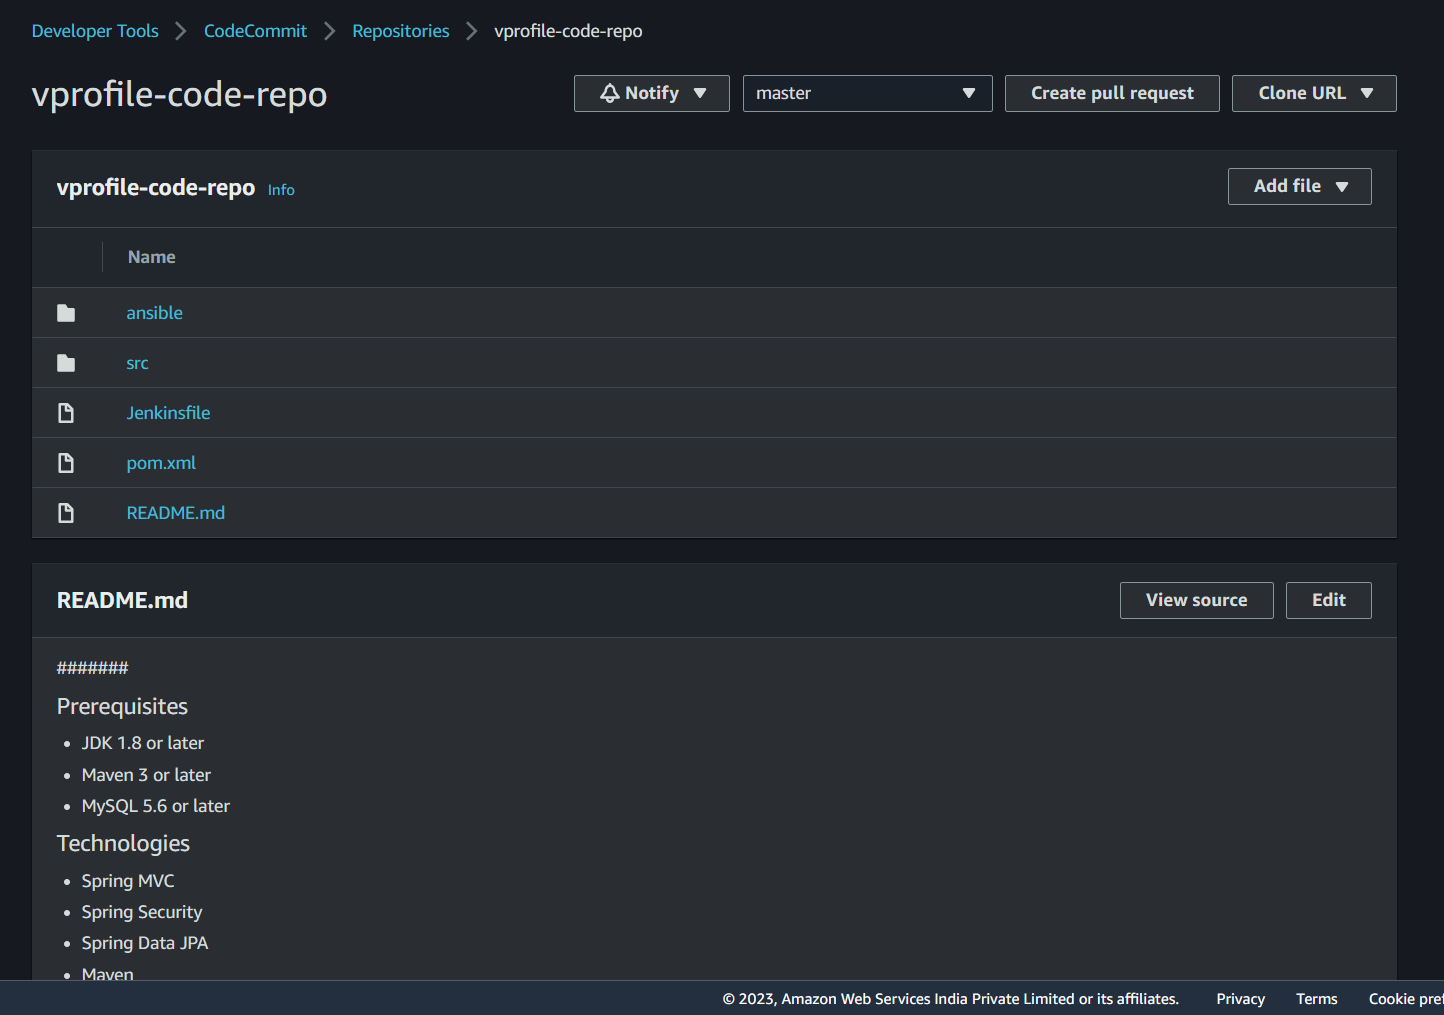 Developer Tools > CodeCommit > Repositories > vprofile-code-repo
vprofile-code-repo
Notify
master
Create pull request
Clone URL
vprofile-code-repo Info
Add file
Name
ansible
src
Jenkinsfile
pom.xml
README.md
README.md
View source
Edit
#######
Prerequisites
• JDK 1.8 or later
• Maven 3 or later
• MySQL 5.6 or later
Technologies
• Spring MVC
• Spring Security
• Spring Data JPA
• Maven
© 2023, Amazon Web Services India Private Limited or its affiliates. Privacy Terms Cookie pref